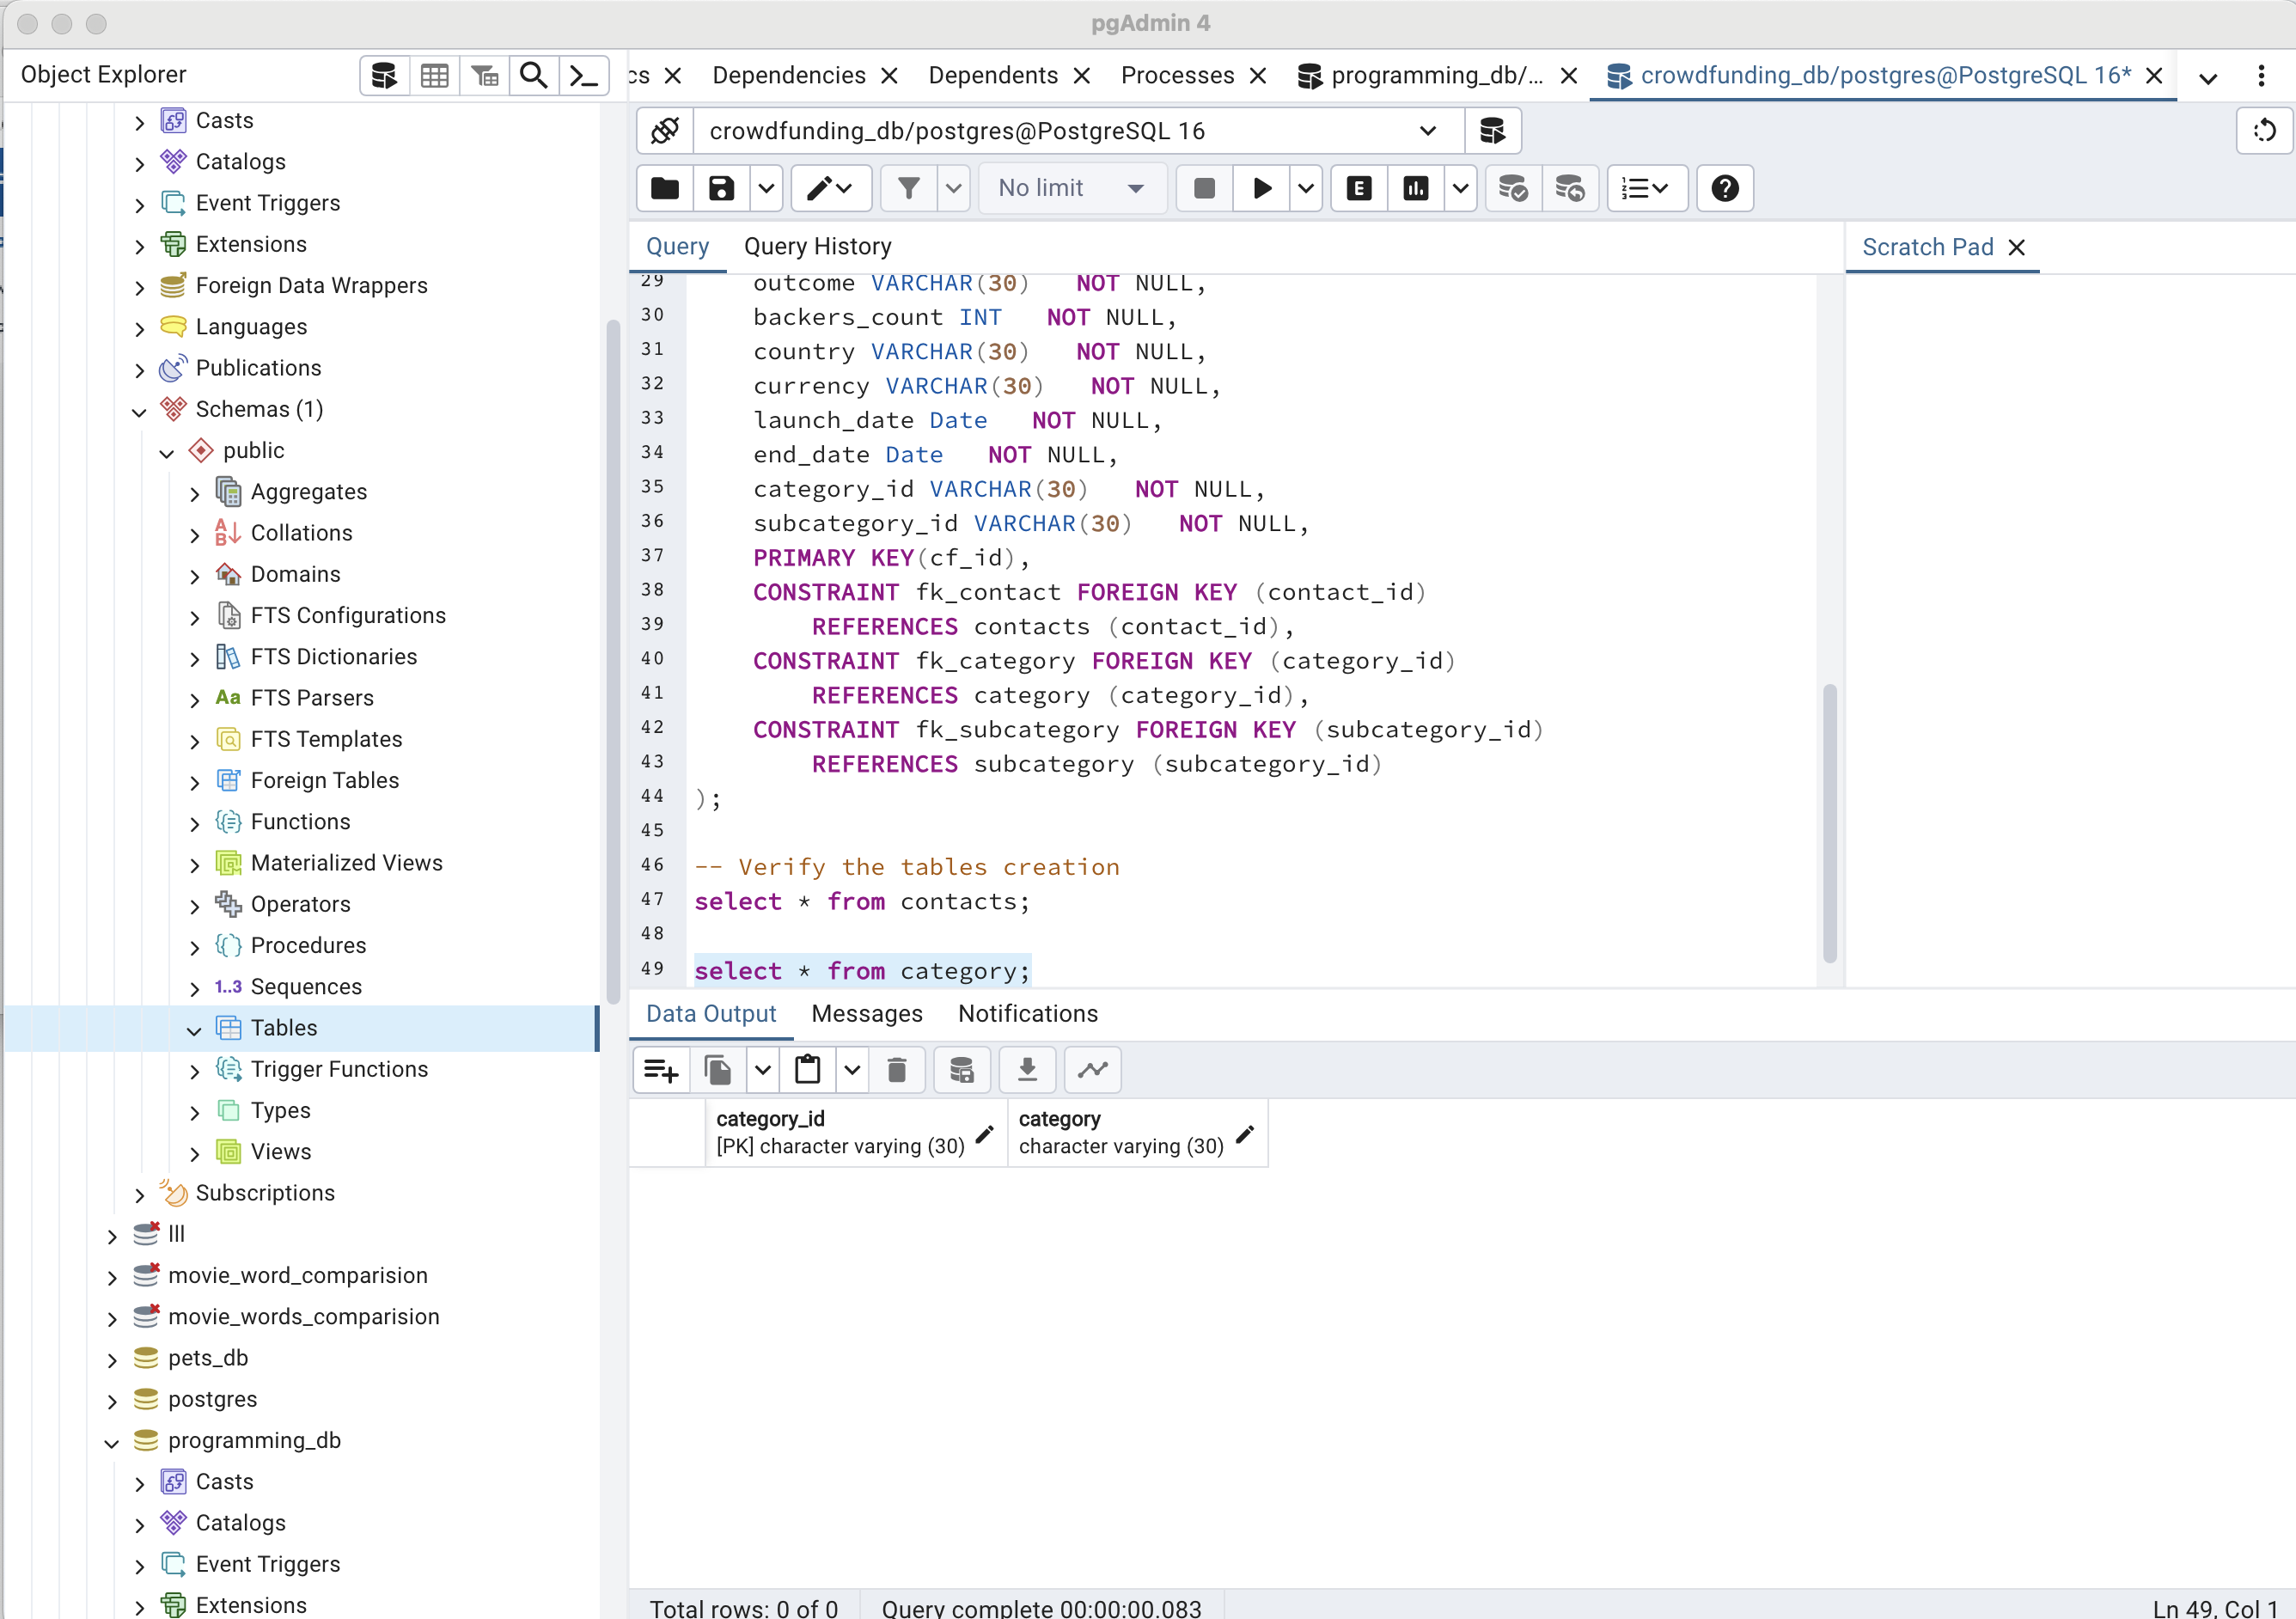 pgAdmin 4
Object Explorer
cs
Dependencies
Dependents
Processes
programming_db/...
crowdfunding_db/postgres@PostgreSQL 16*
crowdfunding_db/postgres@PostgreSQL 16
No limit
E
Query
Query History
Scratch Pad
Casts
Catalogs
Event Triggers
Extensions
Foreign Data Wrappers
Languages
Publications
Schemas (1)
public
Aggregates
Collations
Domains
FTS Configurations
FTS Dictionaries
Aa FTS Parsers
FTS Templates
Foreign Tables
Functions
Materialized Views
Operators
Procedures
1..3 Sequences
Tables
Trigger Functions
Types
Views
Subscriptions
lll
movie_word_comparision
movie_words_comparision
pets_db
postgres
programming_db
Casts
Catalogs
Event Triggers
Extensions
29 outcome VARCHAR(30) NOT NULL,
30 backers_count INT NOT NULL,
31 country VARCHAR(30) NOT NULL,
32 currency VARCHAR(30) NOT NULL,
33 launch_date Date NOT NULL,
34 end_date Date NOT NULL,
35 category_id VARCHAR(30) NOT NULL,
36 subcategory_id VARCHAR(30) NOT NULL,
37 PRIMARY KEY(cf_id),
38 CONSTRAINT fk_contact FOREIGN KEY (contact_id)
39 REFERENCES contacts (contact_id),
40 CONSTRAINT fk_category FOREIGN KEY (category_id)
41 REFERENCES category (category_id),
42 CONSTRAINT fk_subcategory FOREIGN KEY (subcategory_id)
43 REFERENCES subcategory (subcategory_id)
44 );
45
46 -- Verify the tables creation
47 select * from contacts;
48
49 select * from category;
Data Output
Messages
Notifications
category_id
[PK] character varying (30)
category
character varying (30)
Total rows: 0 of 0
Query complete 00:00:00.083
Ln 49, Col 1